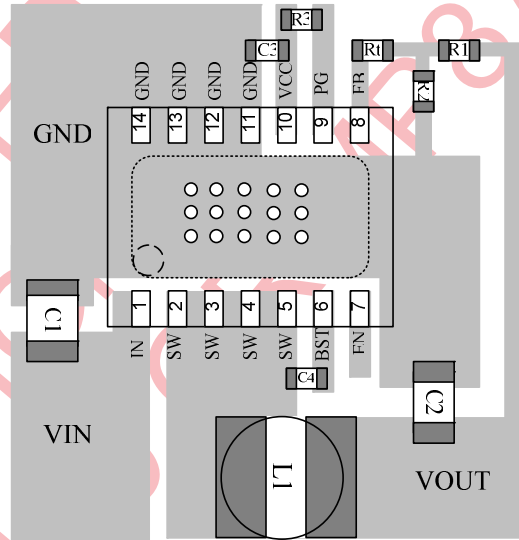 R3
C3
Rt
R1
R2
GND
GND
GND
GND
VCC
PG
FB
14
13
12
11
10
9
8
GND
1
2
3
4
5
6
7
C1
IN
SW
SW
SW
SW
BST
EN
C4
C2
VIN
L1
VOUT